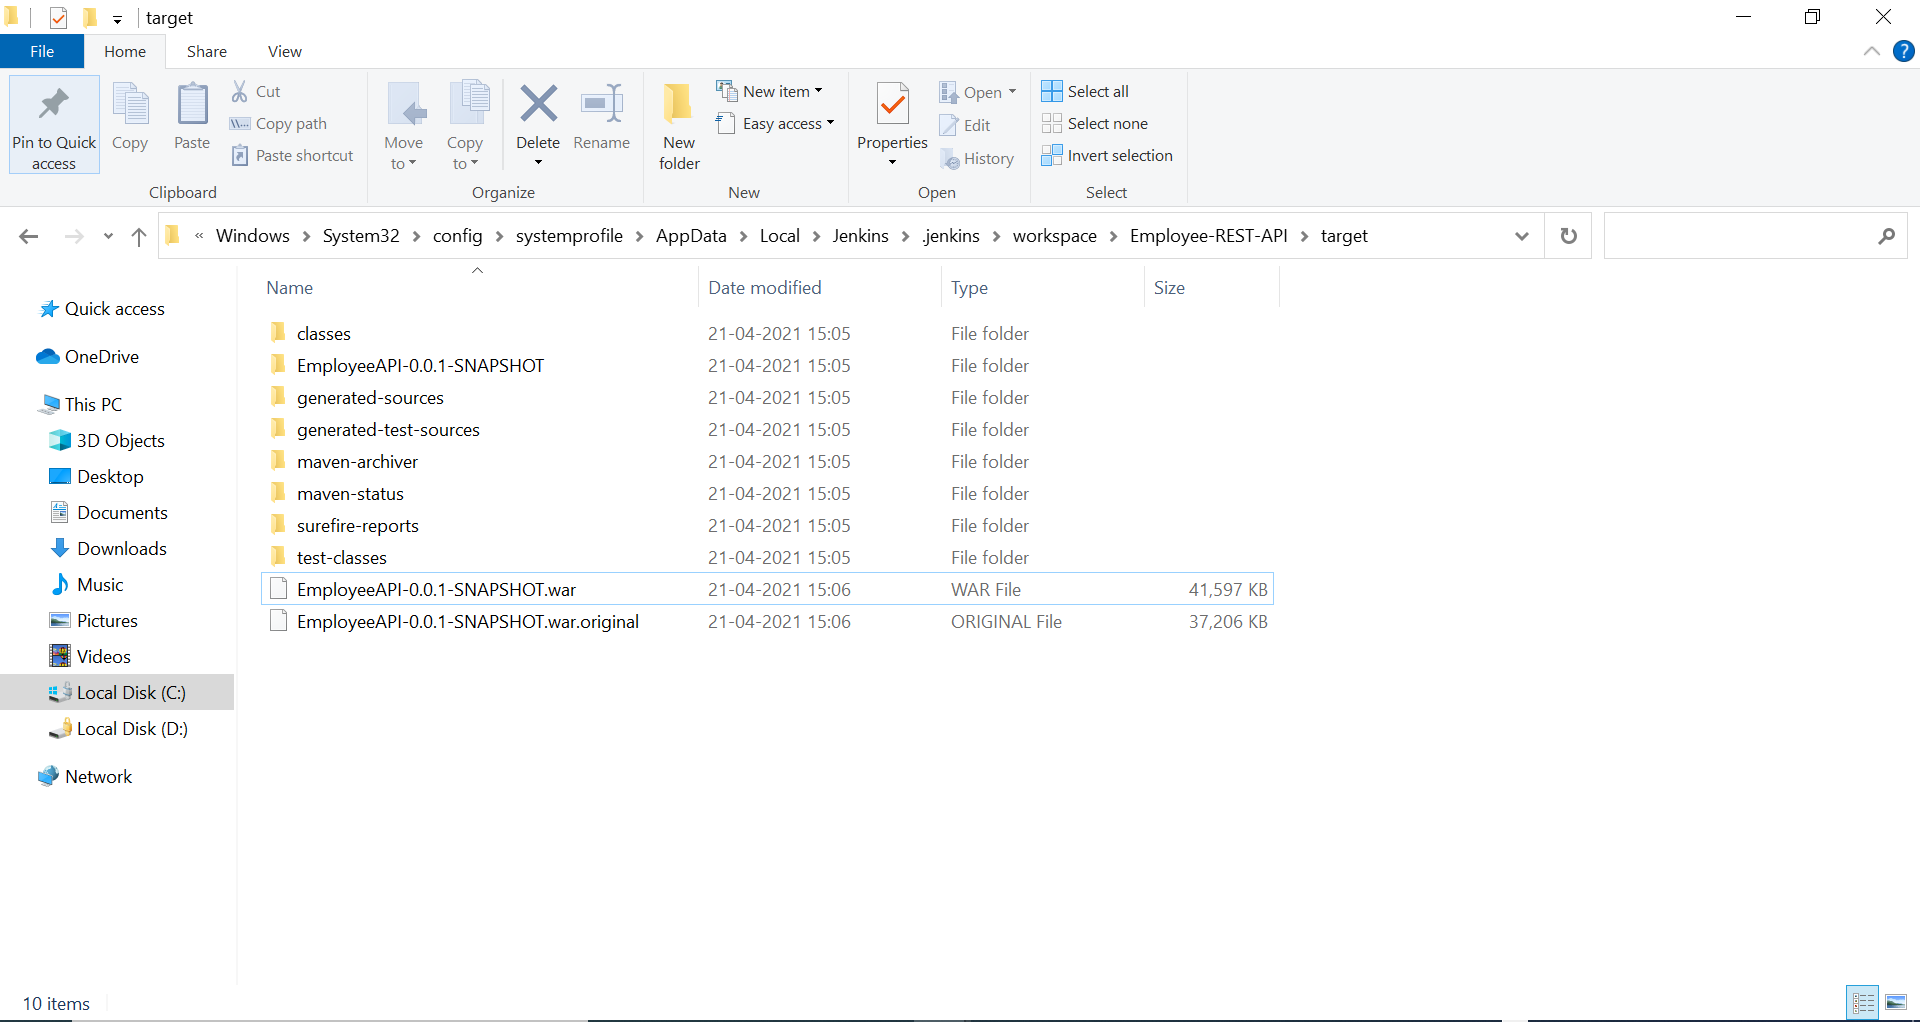 target
File Home Share View
Pin to Quick access
Copy
Paste
Cut
Copy path
Paste shortcut
Clipboard
Move to
Copy to
Delete
Rename
Organize
New folder
New item
Easy access
New
Properties
Open
Edit
History
Open
Select all
Select none
Invert selection
Select
« Windows > System32 > config > systemprofile > AppData > Local > Jenkins > .jenkins > workspace > Employee-REST-API > target
Quick access
OneDrive
This PC
3D Objects
Desktop
Documents
Downloads
Music
Pictures
Videos
Local Disk (C:)
Local Disk (D:)
Network
Name Date modified Type Size
classes 21-04-2021 15:05 File folder
EmployeeAPI-0.0.1-SNAPSHOT 21-04-2021 15:05 File folder
generated-sources 21-04-2021 15:05 File folder
generated-test-sources 21-04-2021 15:05 File folder
maven-archiver 21-04-2021 15:05 File folder
maven-status 21-04-2021 15:05 File folder
surefire-reports 21-04-2021 15:05 File folder
test-classes 21-04-2021 15:05 File folder
EmployeeAPI-0.0.1-SNAPSHOT.war 21-04-2021 15:06 WAR File 41,597 KB
EmployeeAPI-0.0.1-SNAPSHOT.war.original 21-04-2021 15:06 ORIGINAL File 37,206 KB
10 items